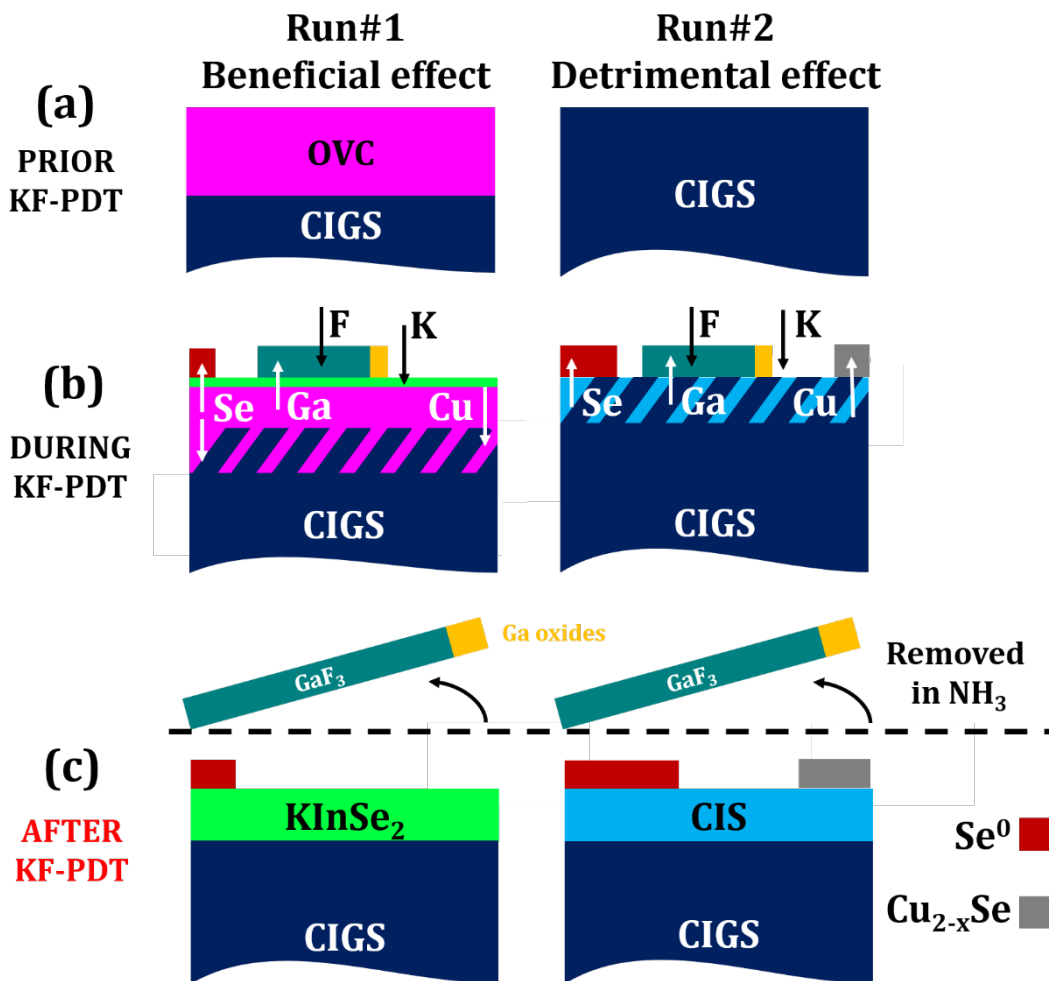 Run#1
Beneficial effect
Run#2
Detrimental effect
(a)
PRIOR
KF-PDT
OVC
CIGS
CIGS
(b)
DURING
KF-PDT
F
K
Se
Ga
Cu
CIGS
F
K
Se
Ga
Cu
CIGS
GaF₃
Ga oxides
GaF₃
Removed
in NH₃
(c)
AFTER
KF-PDT
KInSe₂
CIGS
CIS
CIGS
Se⁰
Cu₂₋ₓSe